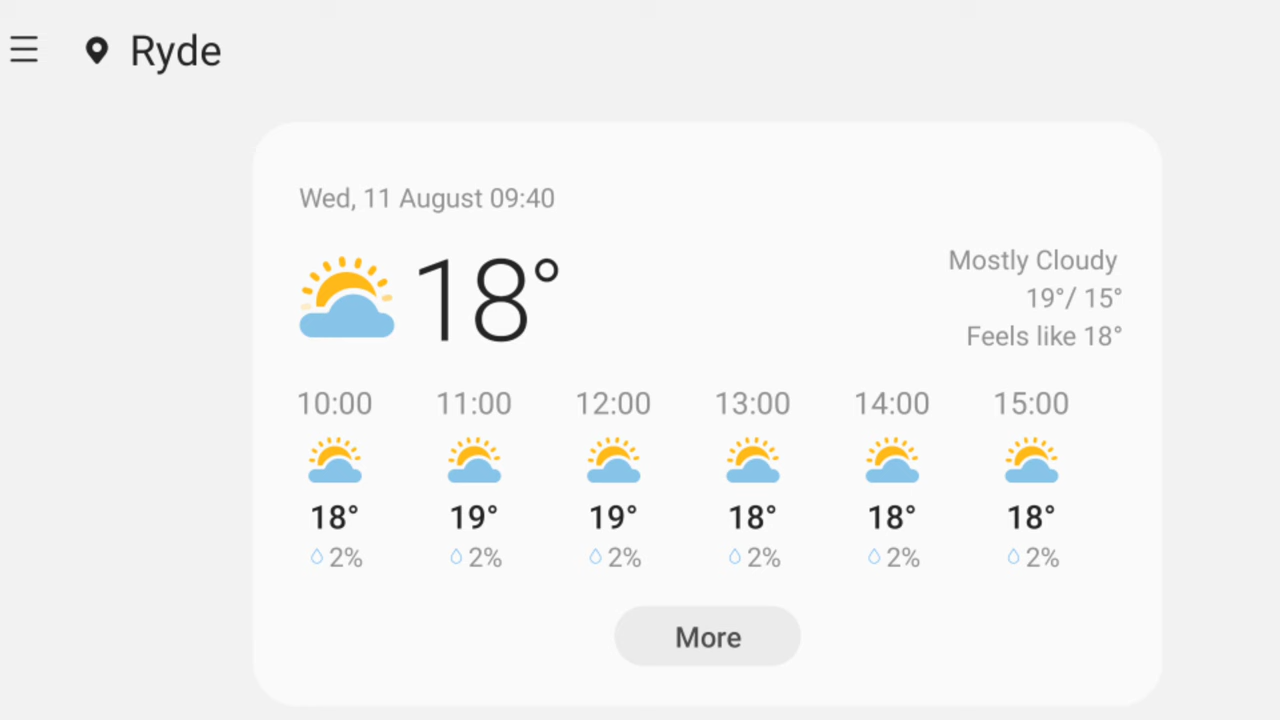 Ryde
Wed, 11 August 09:40
18°
Mostly Cloudy
19°/ 15°
Feels like 18°
10:00 11:00 12:00 13:00 14:00 15:00
18° 19° 19° 18° 18° 18°
2% 2% 2% 2% 2% 2%
More